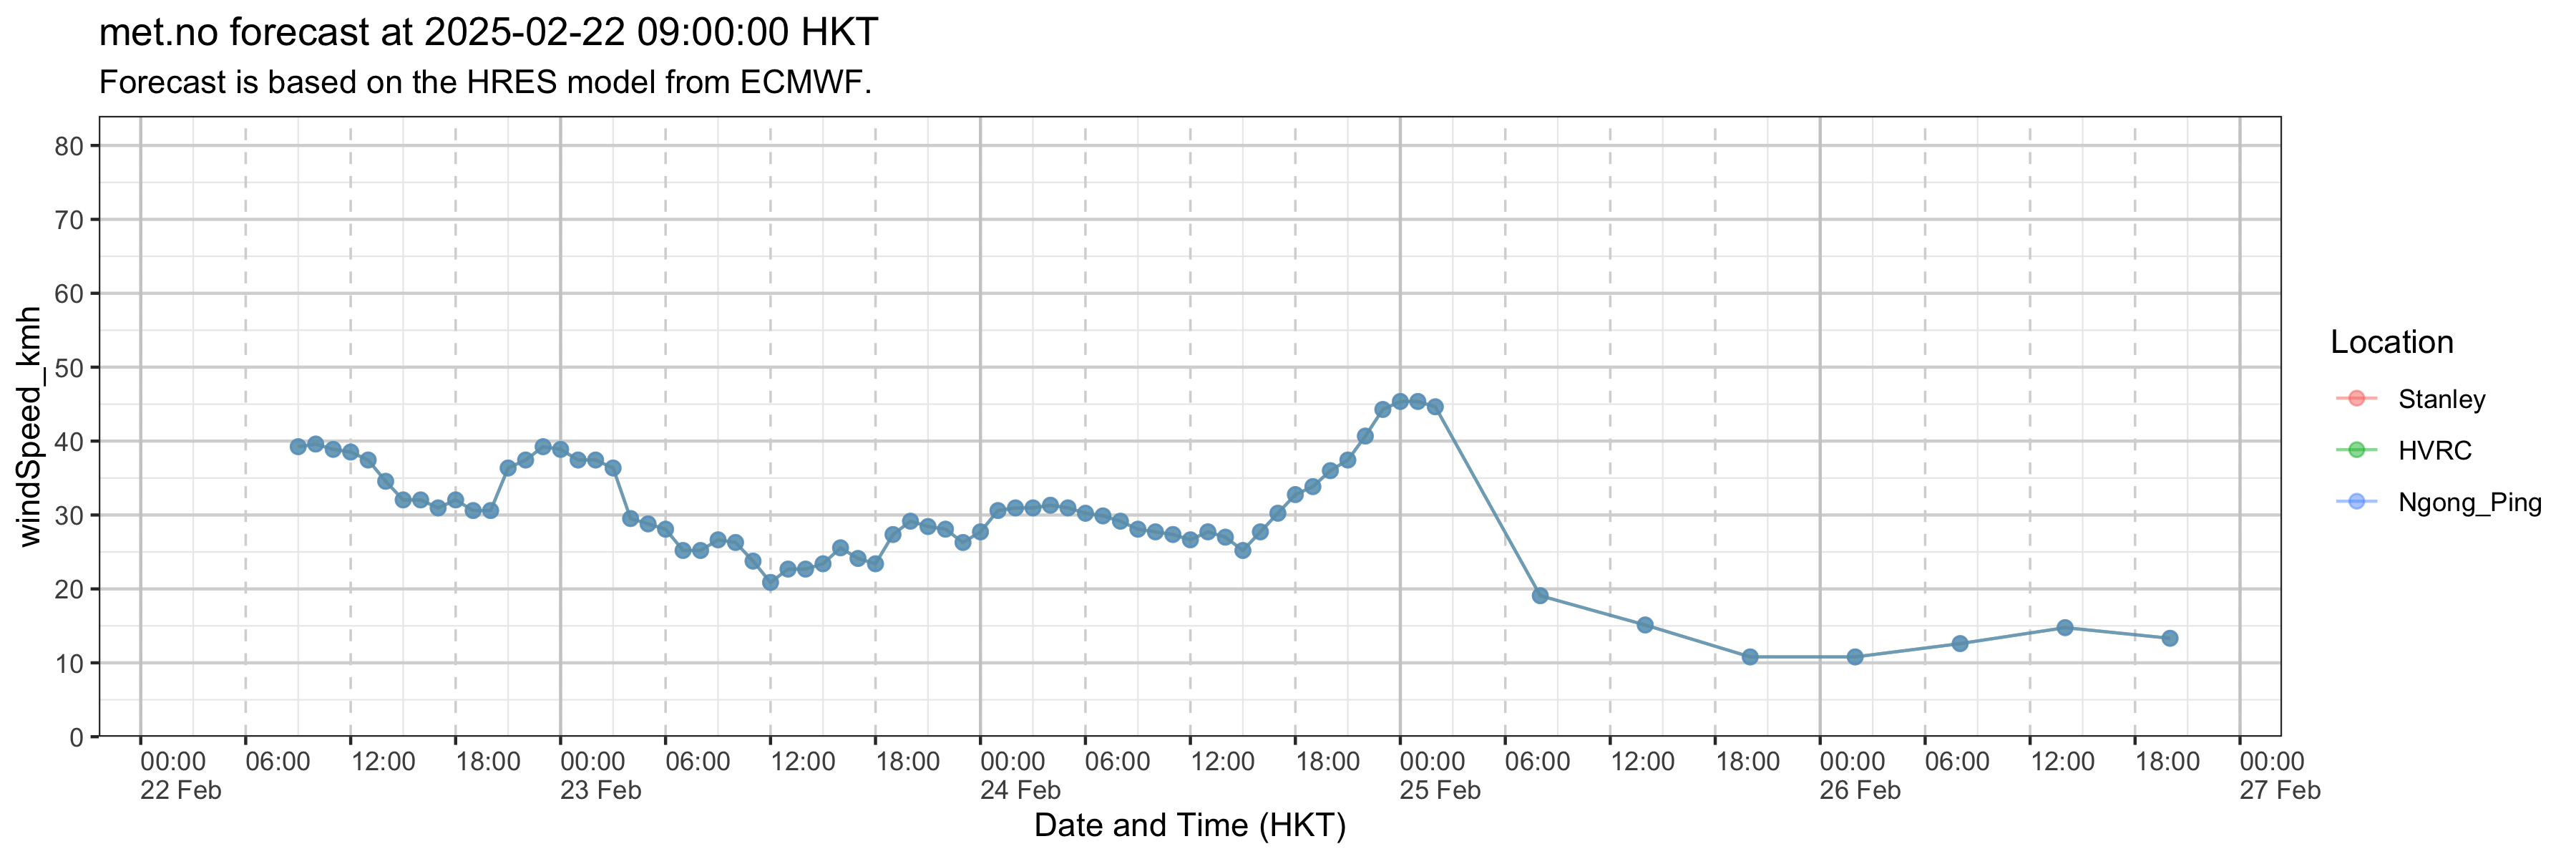 met.no forecast at 2025-02-22 09:00:00 HKT
Forecast is based on the HRES model from ECMWF.
windSpeed_kmh
80
70
60
50
40
30
20
10
0
00:00 06:00 12:00 18:00 00:00 06:00 12:00 18:00 00:00 06:00 12:00 18:00 00:00 06:00 12:00 18:00 00:00 06:00 12:00 18:00 00:00
22 Feb 23 Feb 24 Feb 25 Feb 26 Feb 27 Feb
Date and Time (HKT)
Location
Stanley
HVRC
Ngong_Ping